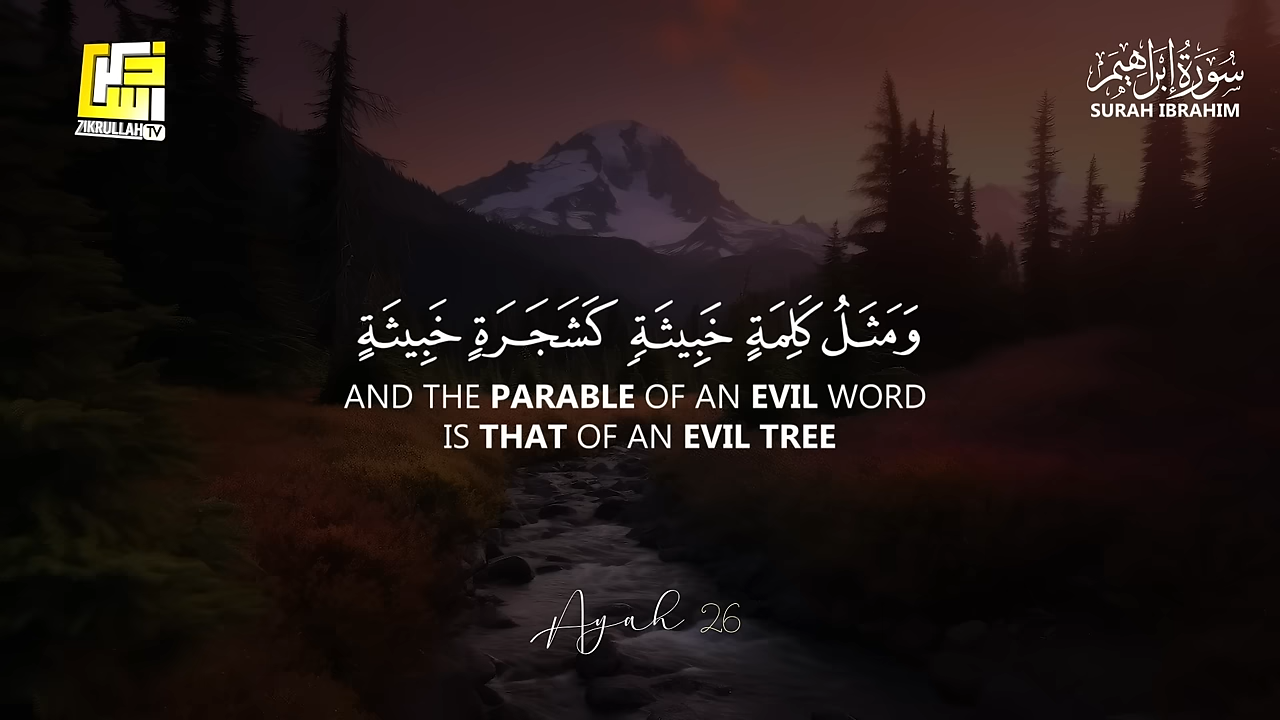 ذكر الله
ZIKRULLAH TV
سُورَةُ إِبْرَاهِيم
SURAH IBRAHIM
وَمَثَلُ كَلِمَةٍ خَبِيثَةٍ كَشَجَرَةٍ خَبِيثَةٍ
AND THE PARABLE OF AN EVIL WORD
IS THAT OF AN EVIL TREE
Ayah 26